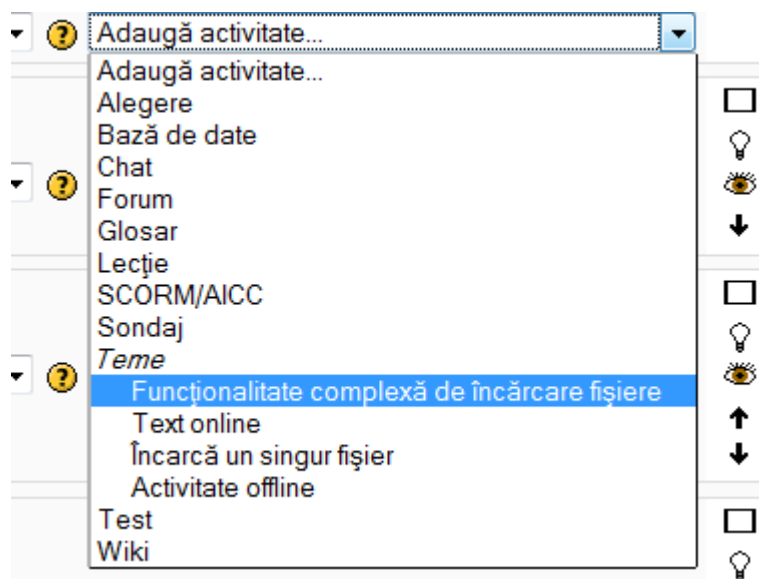 Adaugă activitate...
Adaugă activitate...
Alegere
Bază de date
Chat
Forum
Glosar
Lecţie
SCORM/AICC
Sondaj
Teme
Funcţionalitate complexă de încărcare fişiere
Text online
Încarcă un singur fişier
Activitate offline
Test
Wiki